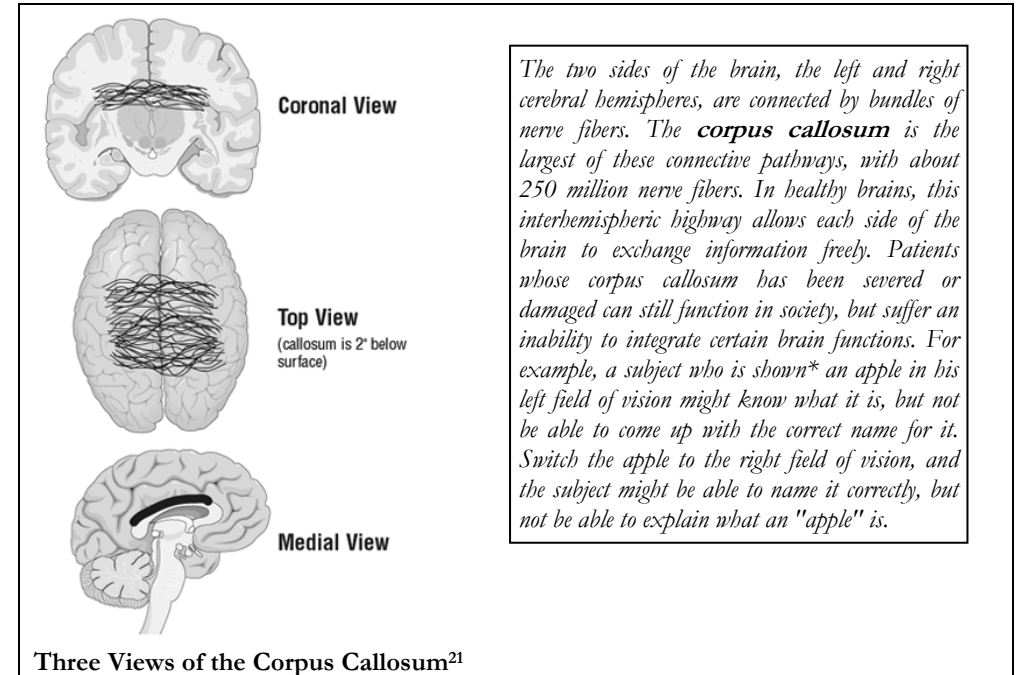 Coronal View
Top View
(callosum is 2" below
surface)
Medial View
The two sides of the brain, the left and right
cerebral hemispheres, are connected by bundles of
nerve fibers. The corpus callosum is the
largest of these connective pathways, with about
250 million nerve fibers. In healthy brains, this
interhemispheric highway allows each side of the
brain to exchange information freely. Patients
whose corpus callosum has been severed or
damaged can still function in society, but suffer an
inability to integrate certain brain functions. For
example, a subject who is shown* an apple in his
left field of vision might know what it is, but not
be able to come up with the correct name for it.
Switch the apple to the right field of vision, and
the subject might be able to name it correctly, but
not be able to explain what an "apple" is.
Three Views of the Corpus Callosum21